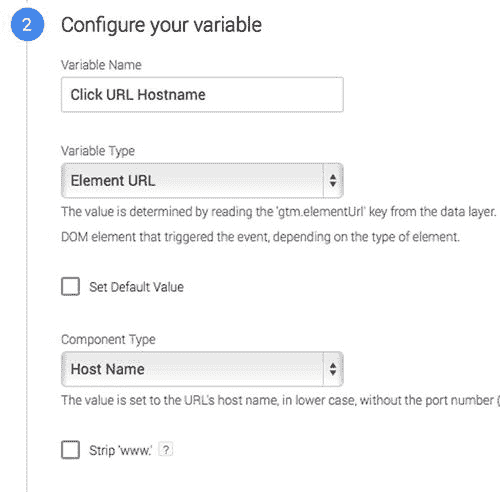 2 Configure your variable
Variable Name
Click URL Hostname
Variable Type
Element URL
The value is determined by reading the 'gtm.elementUrl' key from the data layer.
DOM element that triggered the event, depending on the type of element.
Set Default Value
Component Type
Host Name
The value is set to the URL's host name, in lower case, without the port number (
Strip 'www.' ?